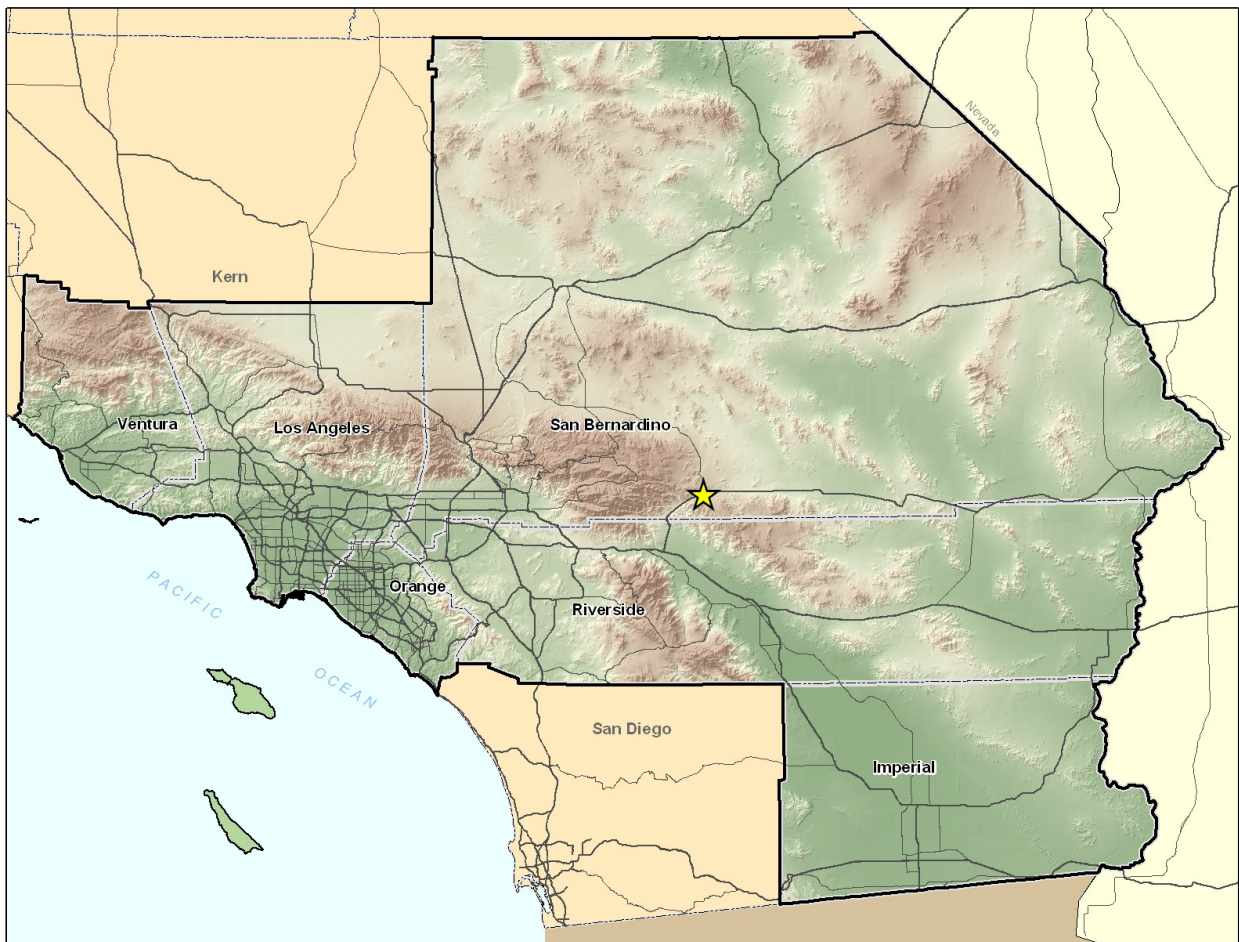 Nevada
Kern
Ventura
Los Angeles
San Bernardino
Orange
Riverside
PACIFIC
OCEAN
San Diego
Imperial